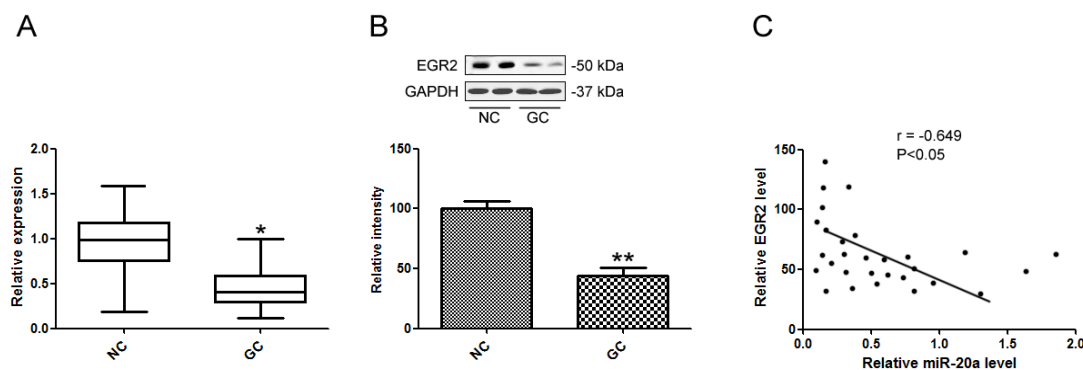 A
Relative expression
2.0
1.5
1.0
0.5
0.0
*
NC
GC
B
EGR2
-50 kDa
GAPDH
-37 kDa
NC
GC
Relative intensity
150
100
50
0
**
NC
GC
C
r = -0.649
P<0.05
Relative EGR2 level
150
100
50
0
0.0 0.5 1.0 1.5 2.0
Relative miR-20a level